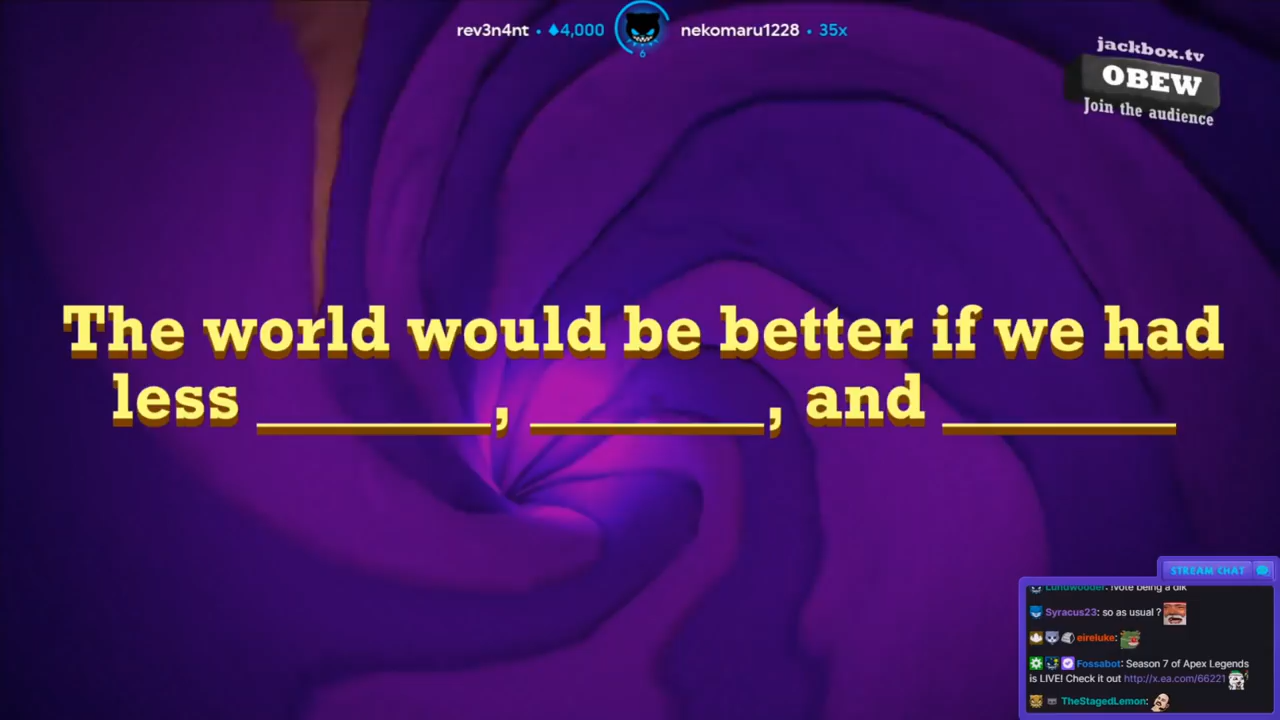 rev3n4nt • 4,000
6
nekomaru1228 • 35x
jackbox.tv
OBEW
Join the audience
The world would be better if we had
less ________, ________, and ________
STREAM CHAT
Syracus23: so as usual ?
eireluke:
Fossabot: Season 7 of Apex Legends
is LIVE! Check it out http://x.ea.com/66221
TheStagedLemon: